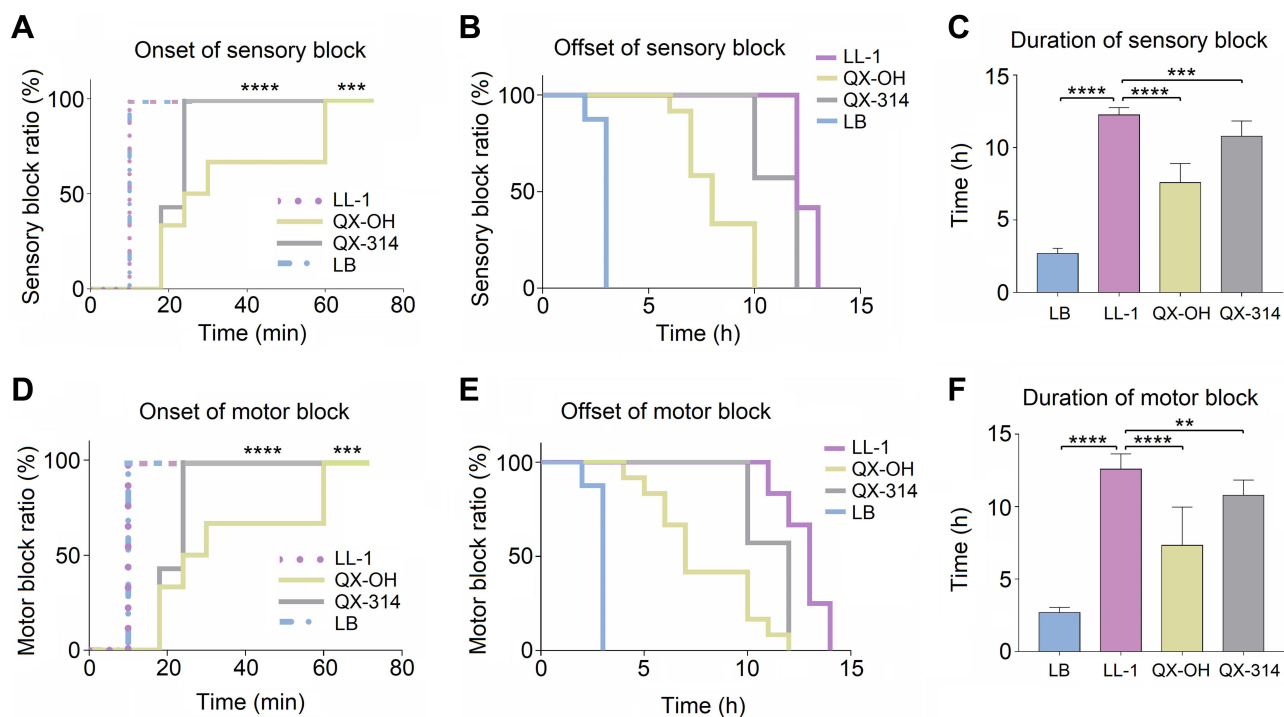 A
Onset of sensory block
Sensory block ratio (%)
100
50
0
**** ***
LL-1
QX-OH
QX-314
LB
0 20 40 60 80
Time (min)
B
Offset of sensory block
Sensory block ratio (%)
100
50
0
LL-1
QX-OH
QX-314
LB
0 5 10 15
Time (h)
C
Duration of sensory block
Time (h)
15
10
5
0
***
**** ****
LB LL-1 QX-OH QX-314
D
Onset of motor block
Motor block ratio (%)
100
50
0
**** ***
LL-1
QX-OH
QX-314
LB
0 20 40 60 80
Time (min)
E
Offset of motor block
Motor block ratio (%)
100
50
0
LL-1
QX-OH
QX-314
LB
0 5 10 15
Time (h)
F
Duration of motor block
Time (h)
15
10
5
0
**
**** ****
LB LL-1 QX-OH QX-314